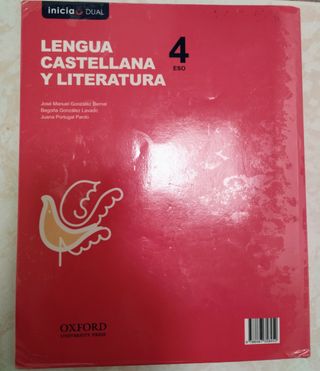 inicia DUAL
LENGUA
CASTELLANA
Y LITERATURA
4
ESO
José Manuel González Bernal
Begoña González Lavado
Juana Portugal Pardo
OXFORD
UNIVERSITY PRESS